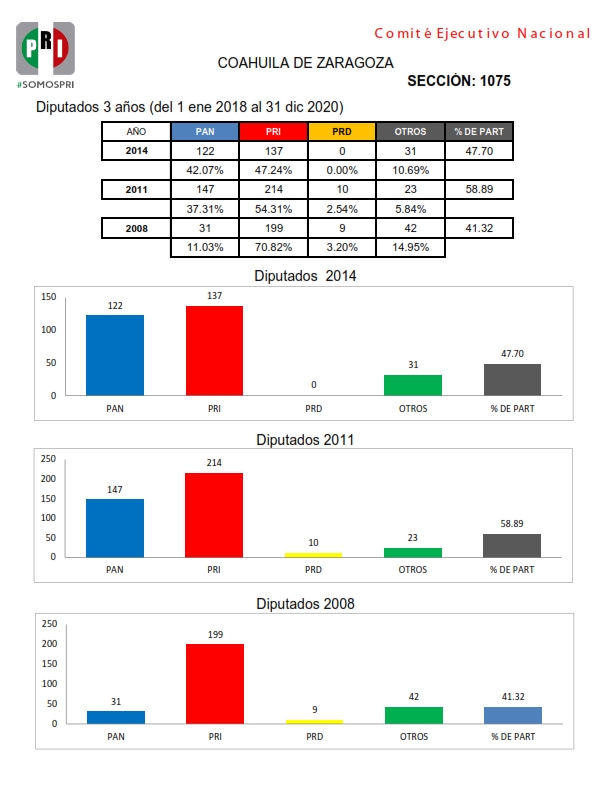 Comité Ejecutivo Nacional
PRI
#SOMOSPRI
COAHUILA DE ZARAGOZA
SECCIÓN: 1075
Diputados 3 años (del 1 ene 2018 al 31 dic 2020)
AÑO PAN PRI PRD OTROS % DE PART
2014 122 137 0 31 47.70
42.07% 47.24% 0.00% 10.69%
2011 147 214 10 23 58.89
37.31% 54.31% 2.54% 5.84%
2008 31 199 9 42 41.32
11.03% 70.82% 3.20% 14.95%
Diputados 2014
150
100
50
0
122 137 0 31 47.70
PAN PRI PRD OTROS % DE PART
Diputados 2011
250
200
150
100
50
0
147 214 10 23 58.89
PAN PRI PRD OTROS % DE PART
Diputados 2008
250
200
150
100
50
0
31 199 9 42 41.32
PAN PRI PRD OTROS % DE PART